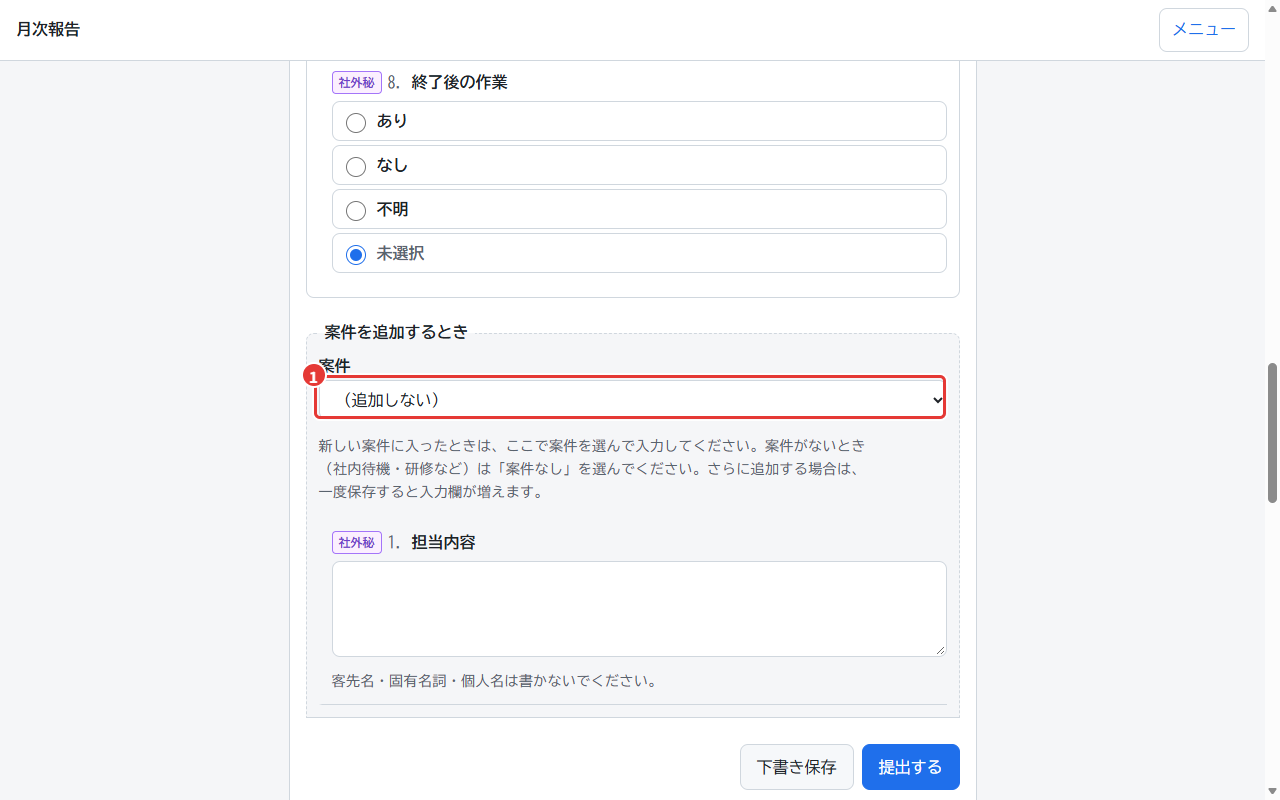 月次報告
メニュー
社外秘 8. 終了後の作業
あり
なし
不明
未選択
案件を追加するとき
案件
1
（追加しない）
新しい案件に入ったときは、ここで案件を選んで入力してください。案件がないとき
（社内待機・研修など）は「案件なし」を選んでください。さらに追加する場合は、
一度保存すると入力欄が増えます。
社外秘 1. 担当内容
客先名・固有名詞・個人名は書かないでください。
下書き保存
提出する